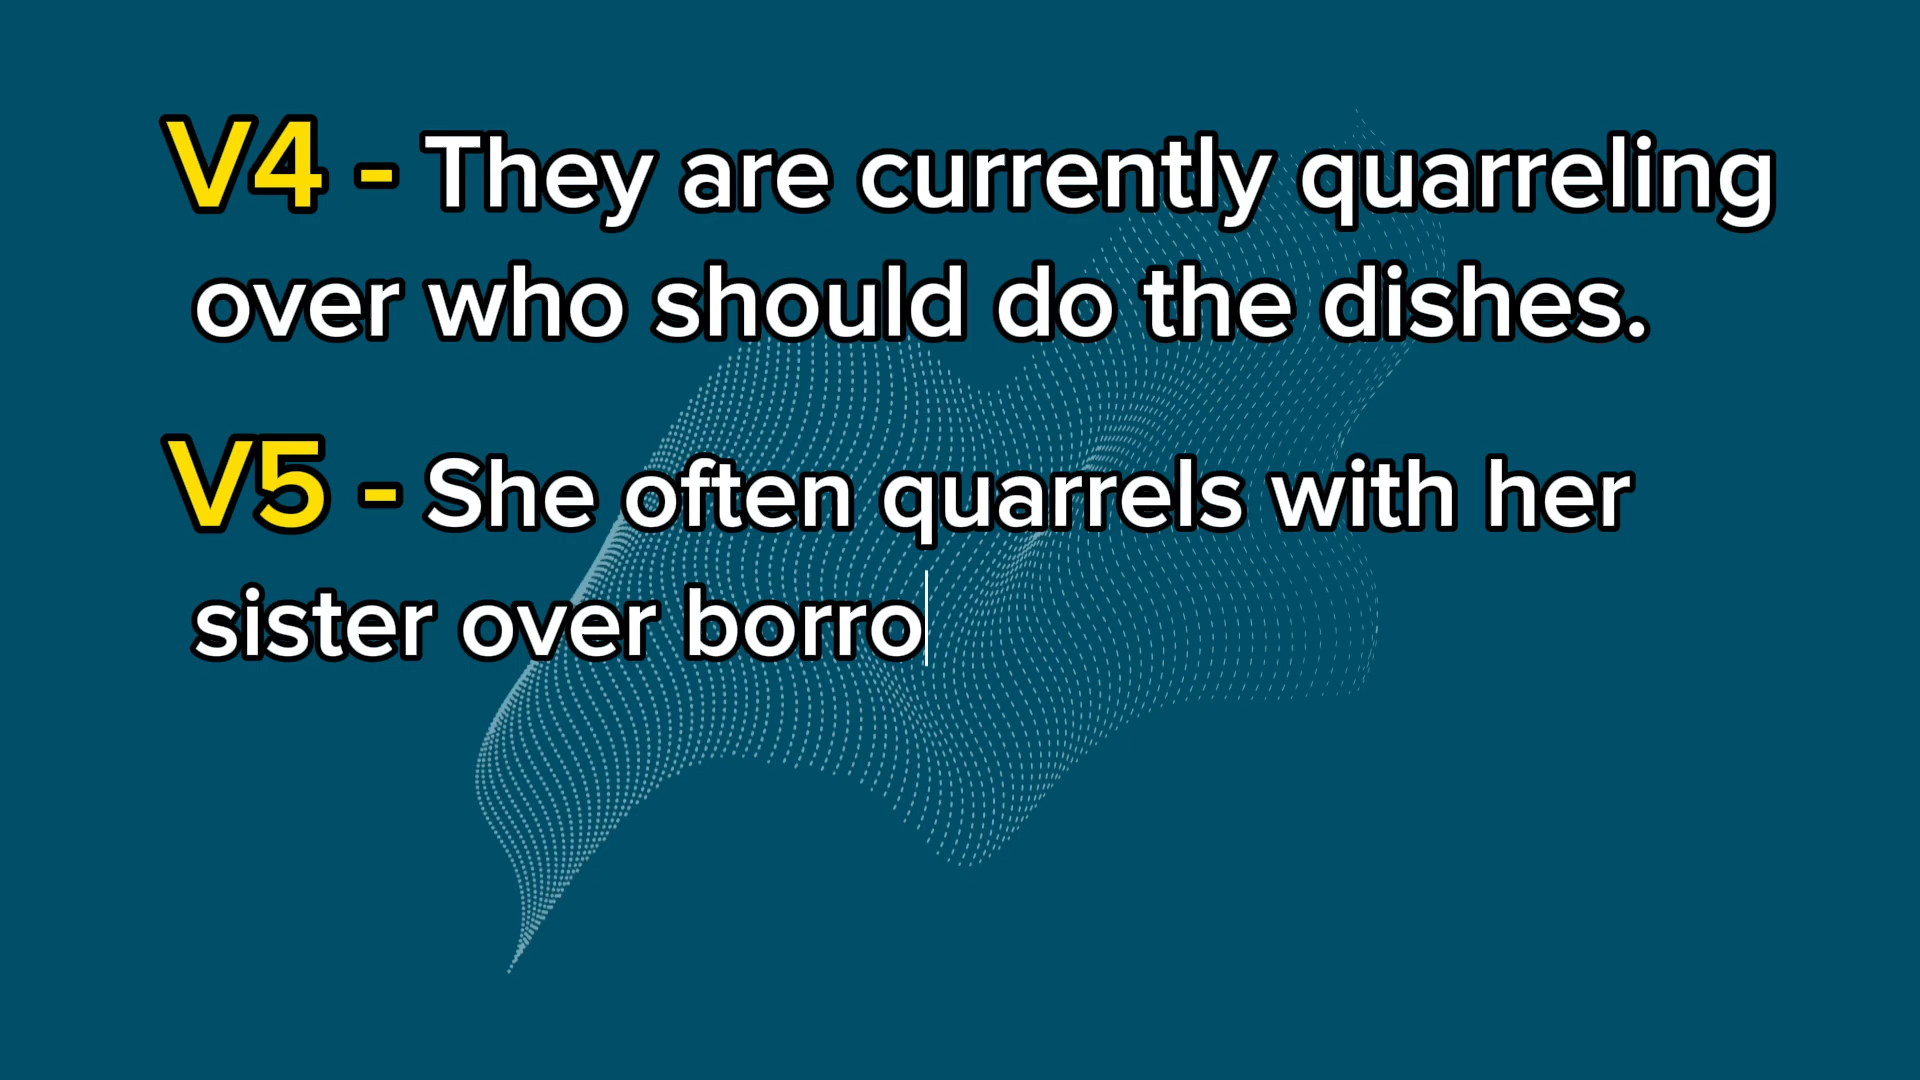 V4 - They are currently quarreling
over who should do the dishes.
V5 - She often quarrels with her
sister over borro